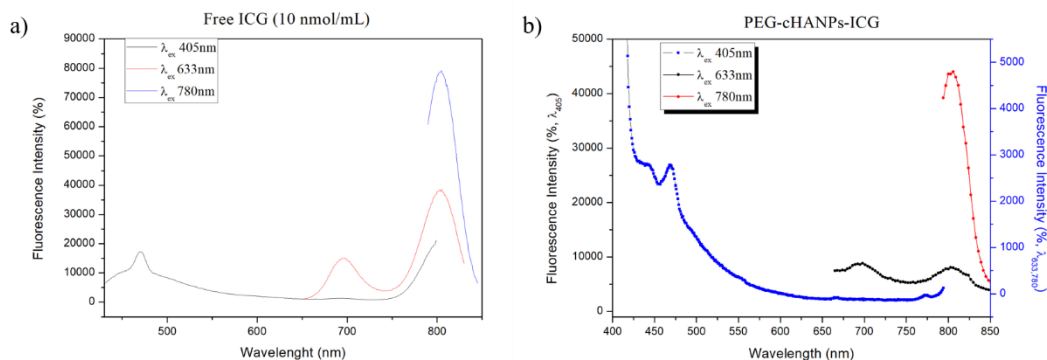 a)
Free ICG (10 nmol/mL)
λex 405nm
λex 633nm
λex 780nm
Fluorescence Intensity (%)
90000
80000
70000
60000
50000
40000
30000
20000
10000
0
500
600
700
800
Wavelenght (nm)
b)
PEG-cHANPs-ICG
λex 405nm
λex 633nm
λex 780nm
Fluorescence Intensity (%, λ405)
50000
40000
30000
20000
10000
0
400
450
500
550
600
650
700
750
800
850
Wavelength (nm)
5000
4000
3000
2000
1000
0
Fluorescence Intensity (%, λ633,780)